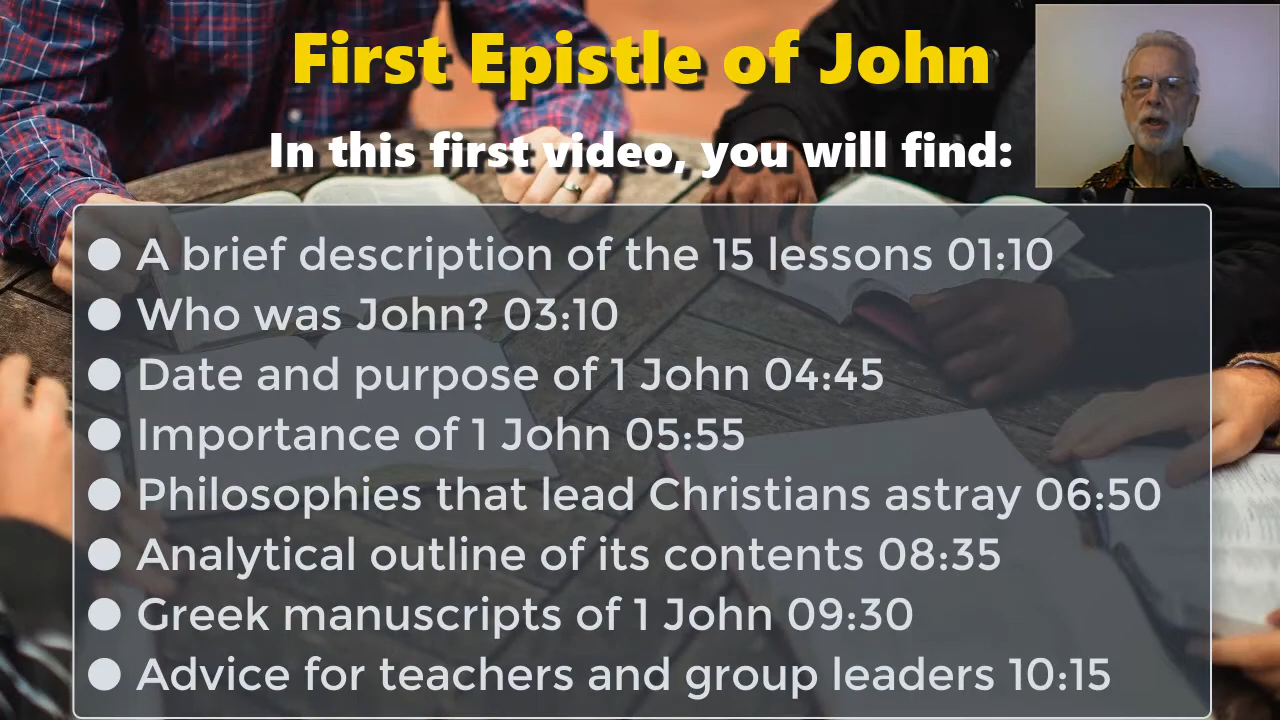 First Epistle of John
In this first video, you will find:
● A brief description of the 15 lessons 01:10
● Who was John? 03:10
● Date and purpose of 1 John 04:45
● Importance of 1 John 05:55
● Philosophies that lead Christians astray 06:50
● Analytical outline of its contents 08:35
● Greek manuscripts of 1 John 09:30
● Advice for teachers and group leaders 10:15